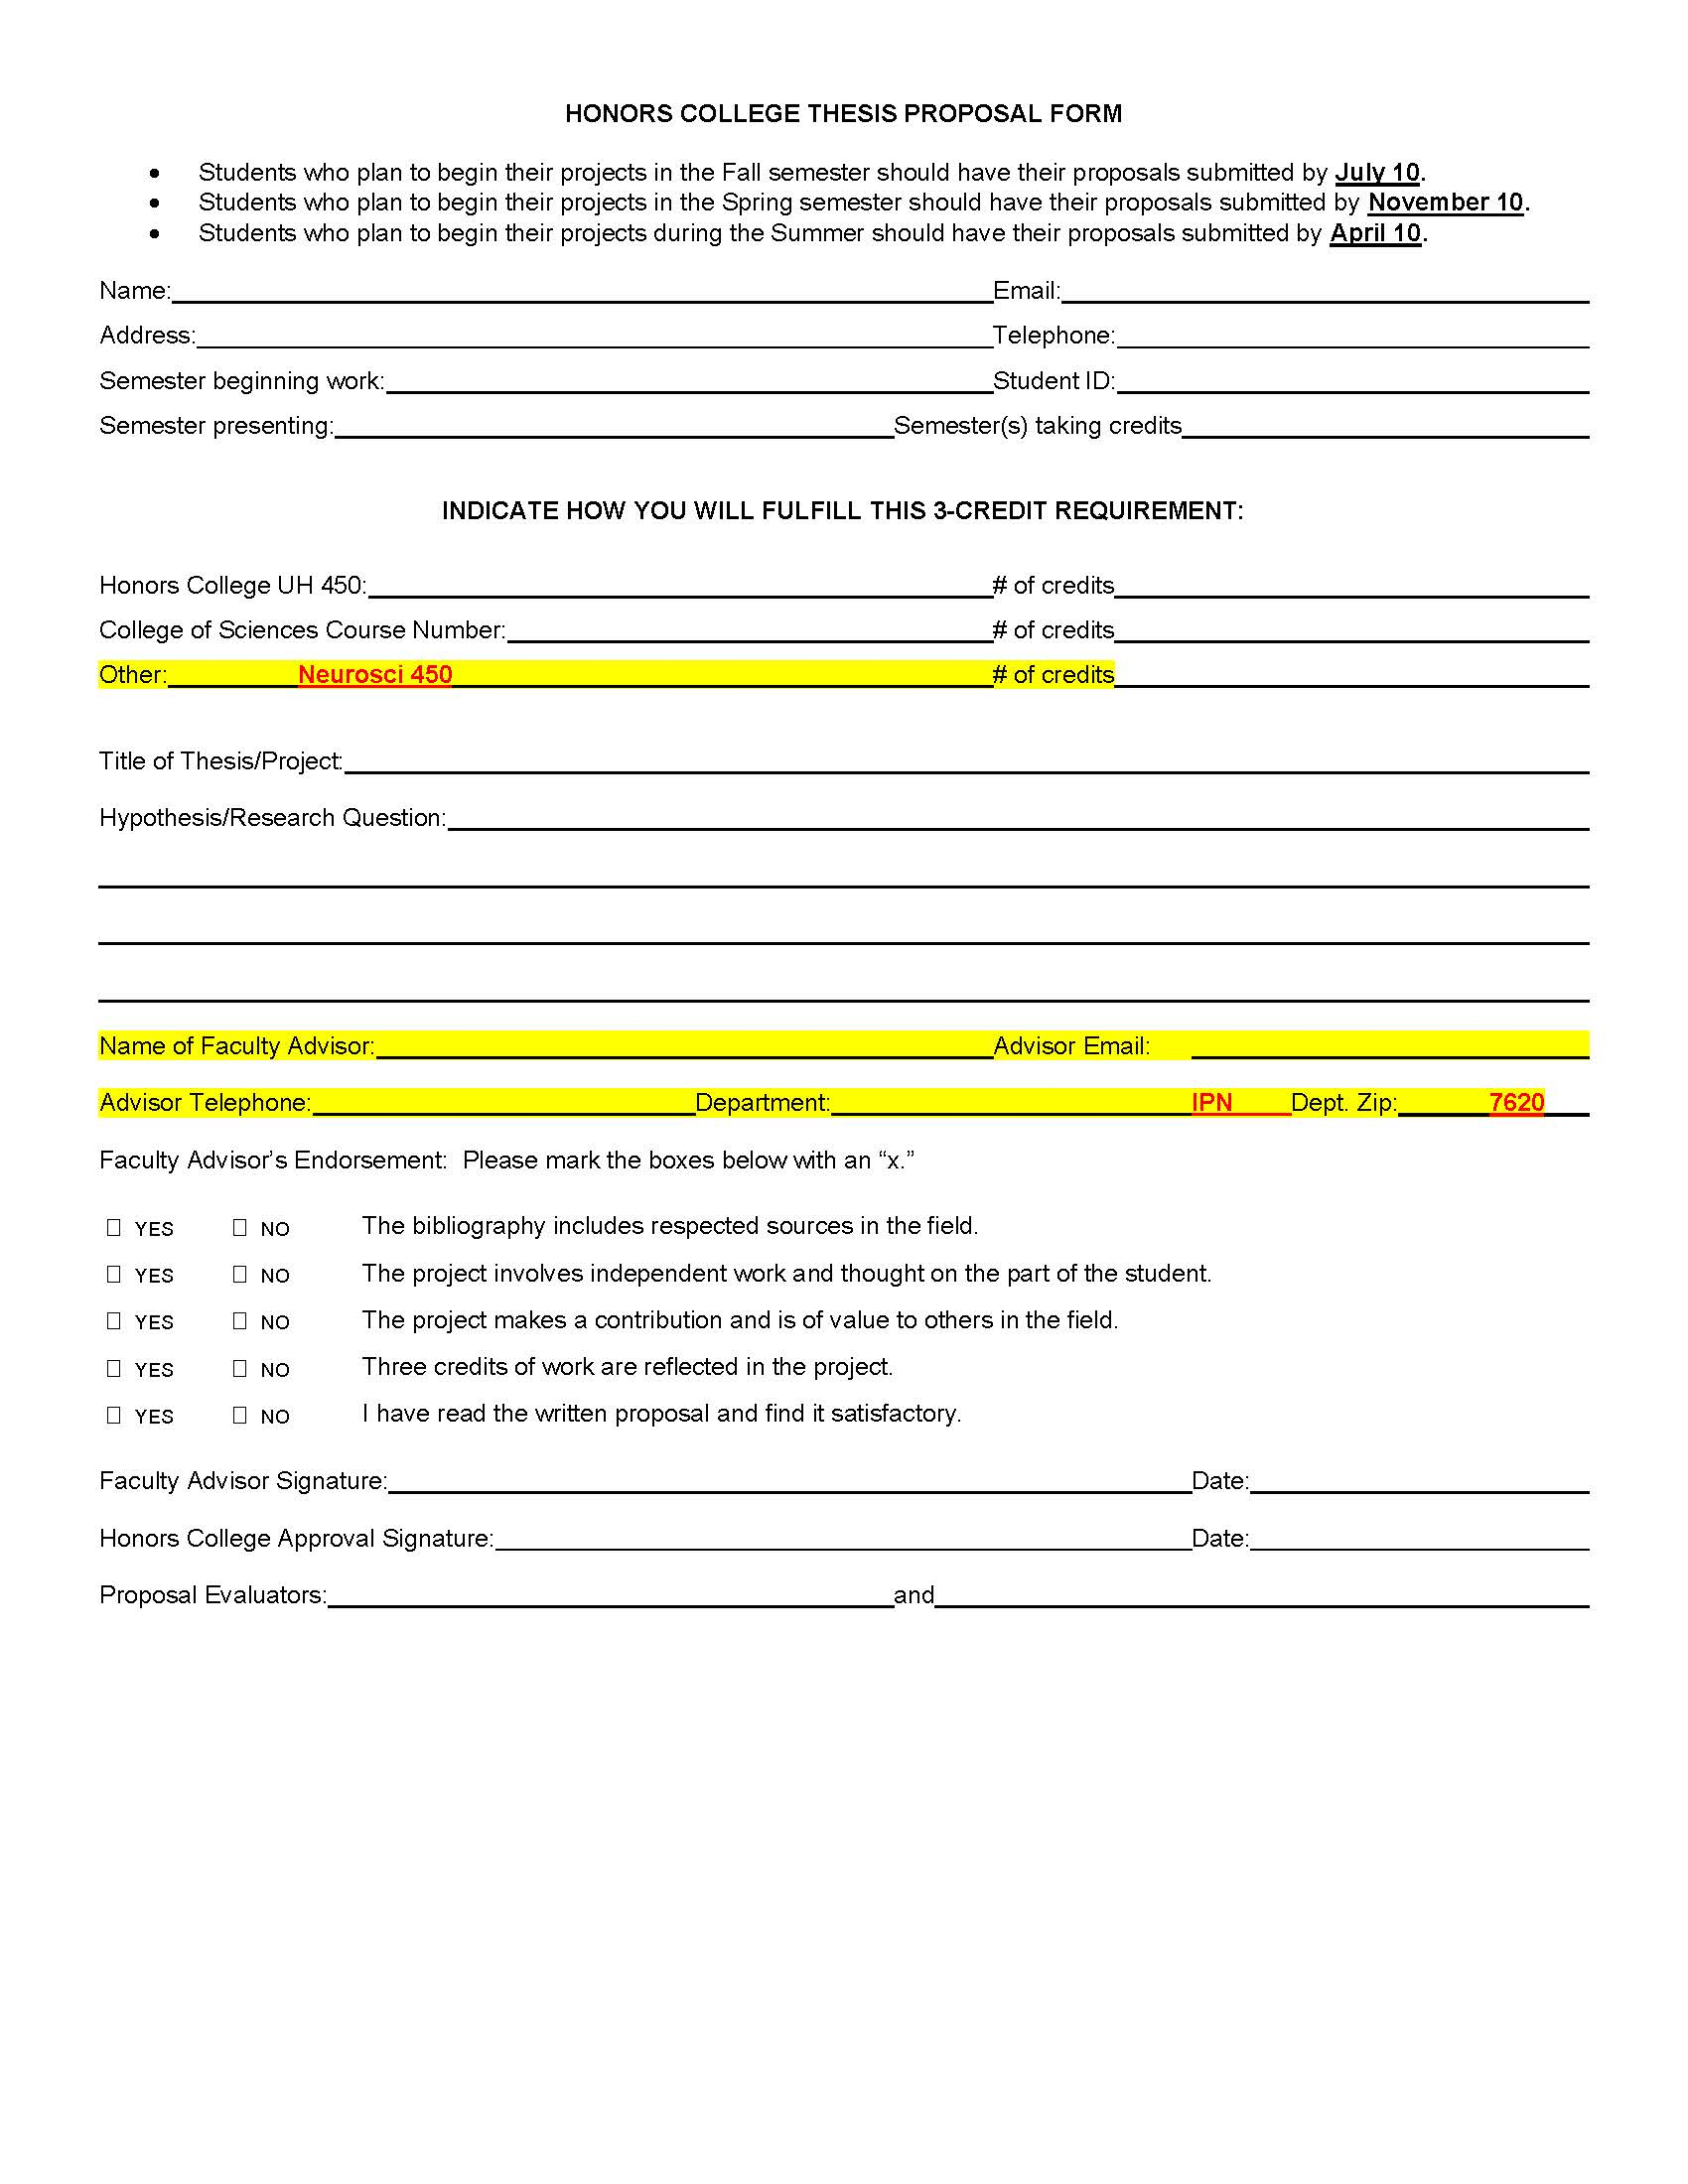 HONORS COLLEGE THESIS PROPOSAL FORM
• Students who plan to begin their projects in the Fall semester should have their proposals submitted by July 10.
• Students who plan to begin their projects in the Spring semester should have their proposals submitted by November 10.
• Students who plan to begin their projects during the Summer should have their proposals submitted by April 10.
Name: Email:
Address: Telephone:
Semester beginning work: Student ID:
Semester presenting: Semester(s) taking credits
INDICATE HOW YOU WILL FULFILL THIS 3-CREDIT REQUIREMENT:
Honors College UH 450: # of credits
College of Sciences Course Number: # of credits
Other: Neurosci 450 # of credits
Title of Thesis/Project:
Hypothesis/Research Question:
Name of Faculty Advisor: Advisor Email:
Advisor Telephone: Department: IPN Dept. Zip: 7620
Faculty Advisor’s Endorsement: Please mark the boxes below with an “x.”
☐ YES ☐ NO The bibliography includes respected sources in the field.
☐ YES ☐ NO The project involves independent work and thought on the part of the student.
☐ YES ☐ NO The project makes a contribution and is of value to others in the field.
☐ YES ☐ NO Three credits of work are reflected in the project.
☐ YES ☐ NO I have read the written proposal and find it satisfactory.
Faculty Advisor Signature: Date:
Honors College Approval Signature: Date:
Proposal Evaluators: and